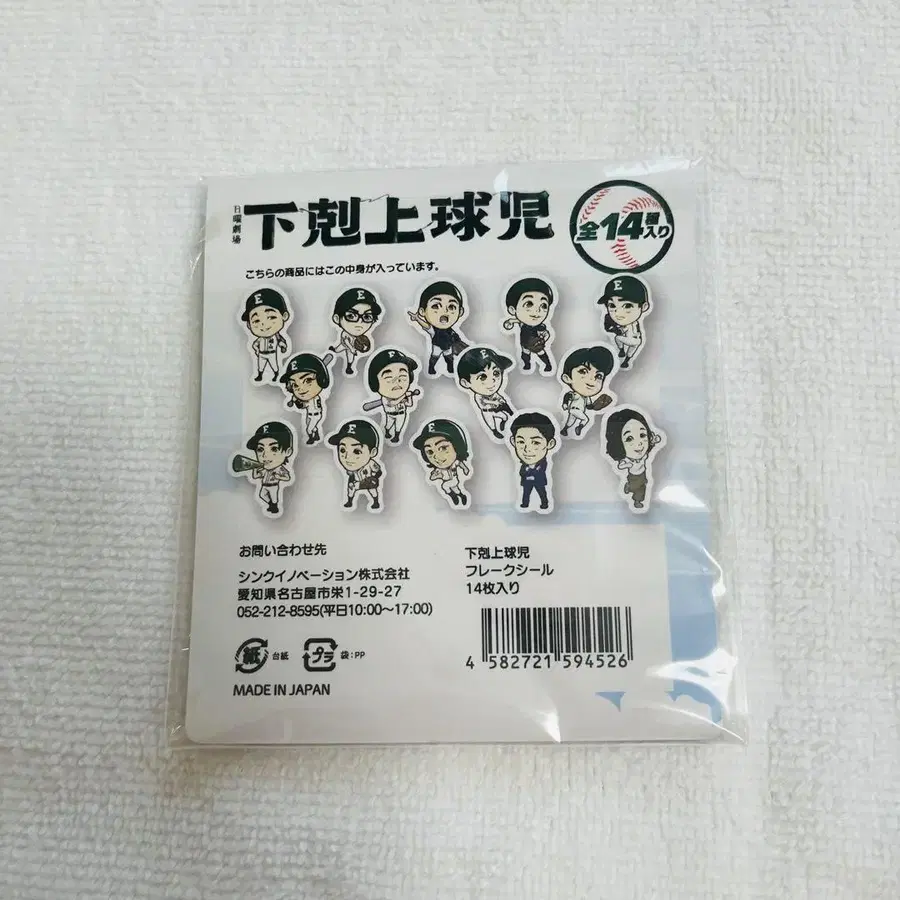 日曜劇場
下剋上球児
全14種入り
こちらの商品にはこの中身が入っています。
E
E
E
E
E
F
E
E
E
E
お問い合わせ先
シンクイノベーション株式会社
愛知県名古屋市栄1-29-27
052-212-8595(平日10:00～17:00)
下剋上球児
フレークシール
14枚入り
4 582721 594526
紙 台紙
プラ 袋:PP
MADE IN JAPAN